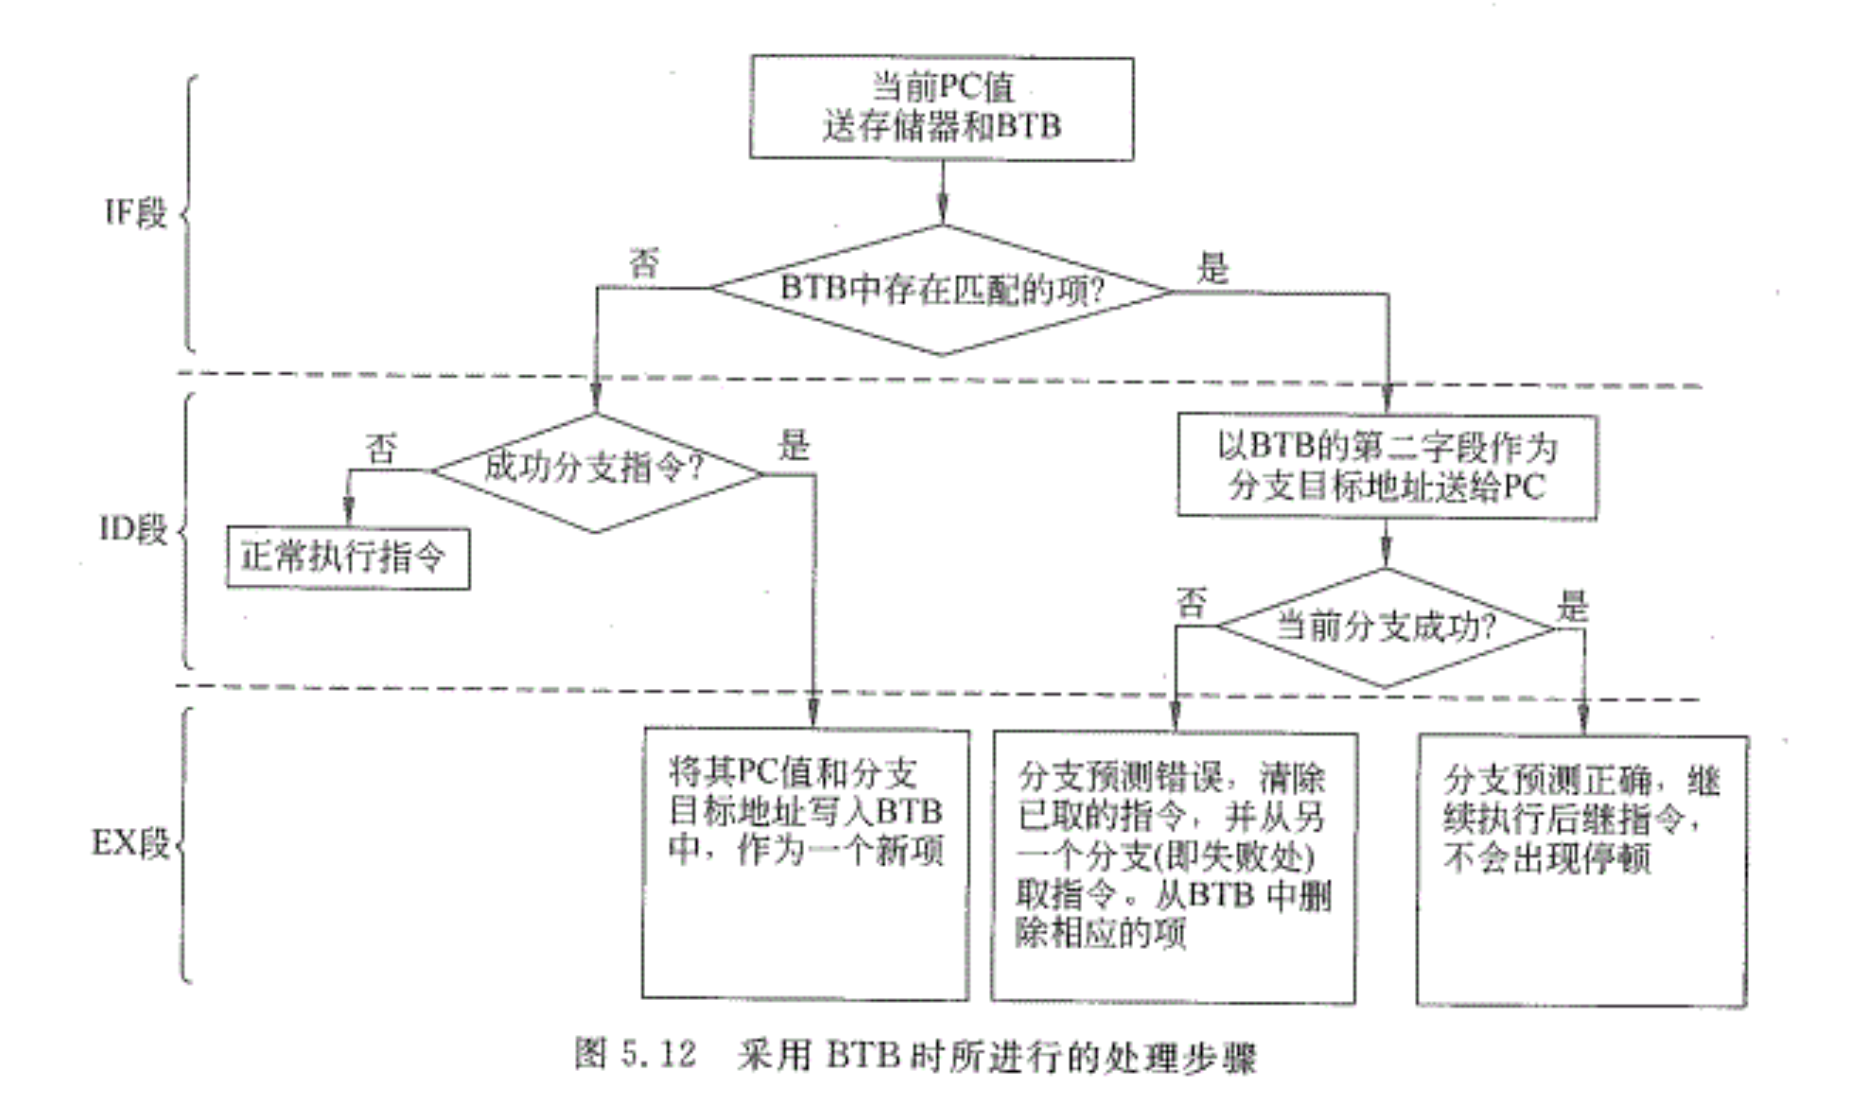 当前PC值
送存储器和BTB
IF段
否
BTB中存在匹配的项?
是
否
成功分支指令?
是
以BTB的第二字段作为
分支目标地址送给PC
ID段
正常执行指令
否
当前分支成功?
是
EX段
将其PC值和分支
目标地址写入BTB
中，作为一个新项
分支预测错误，清除
已取的指令，并从另
一个分支(即失败处)
取指令。从BTB 中删
除相应的项
分支预测正确，继
续执行后继指令，
不会出现停顿
图 5.12 采用 BTB 时所进行的处理步骤